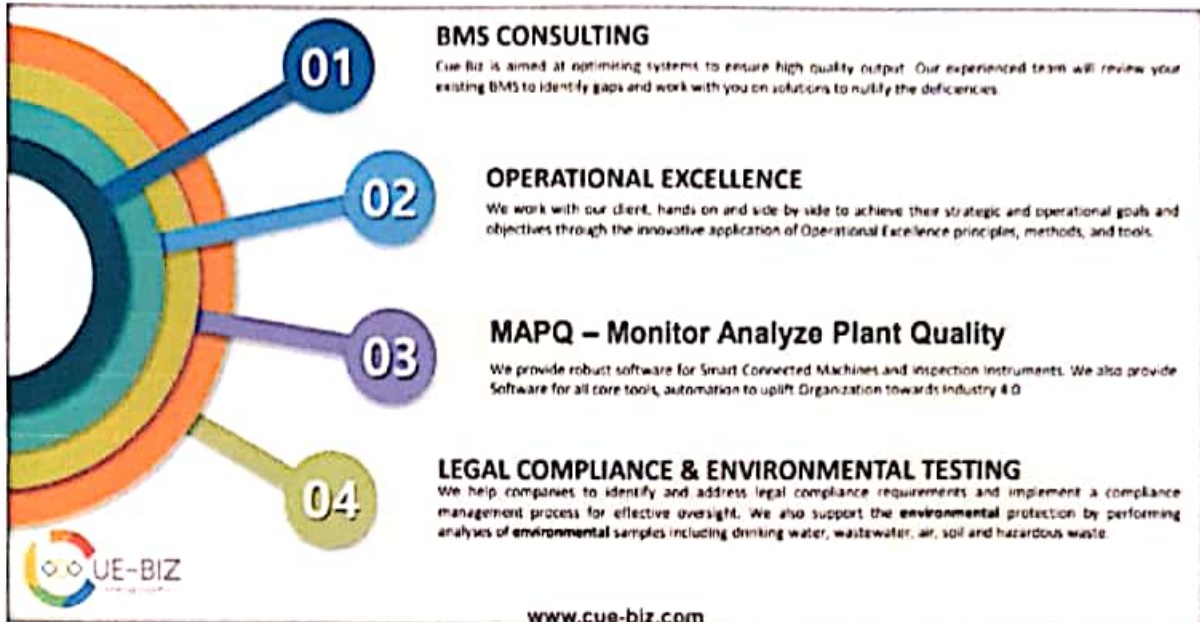 01
BMS CONSULTING
Cue-Biz is aimed at optimising systems to ensure high quality output. Our experienced team will review your
existing BMS to identify gaps and work with you on solutions to nullify the deficiencies.
02
OPERATIONAL EXCELLENCE
We work with our client, hands on and side by side to achieve their strategic and operational goals and
objectives through the innovative application of Operational Excellence principles, methods, and tools.
03
MAPQ – Monitor Analyze Plant Quality
We provide robust software for Smart Connected Machines and Inspection Instruments. We also provide
Software for all core tools, automation to uplift Organization towards Industry 4.0
04
LEGAL COMPLIANCE & ENVIRONMENTAL TESTING
We help companies to identify and address legal compliance requirements and implement a compliance
management process for effective oversight. We also support the environmental protection by performing
analyses of environmental samples including drinking water, wastewater, air, soil and hazardous waste.
CUE-BIZ
www.cue-biz.com